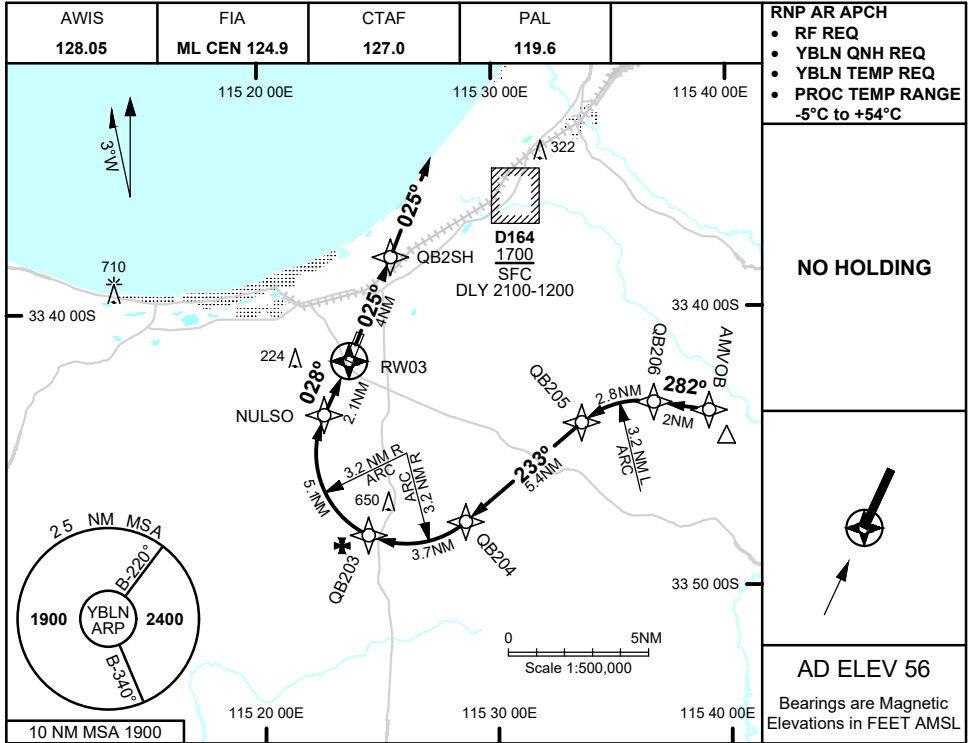 AWIS
128.05
FIA
ML CEN 124.9
CTAF
127.0
PAL
119.6
RNP AR APCH
• RF REQ
• YBLN QNH REQ
• YBLN TEMP REQ
• PROC TEMP RANGE
-5°C to +54°C
NO HOLDING
AD ELEV 56
Bearings are Magnetic
Elevations in FEET AMSL
115 20 00E
115 30 00E
115 40 00E
3°W
322
025°
D164
1700
SFC
DLY 2100-1200
QB2SH
710
33 40 00S
33 40 00S
025°
4NM
224
RW03
028°
2.1NM
NULSO
QB205
QB206
AMVOB
282°
2NM
2.8NM
3.2 NM L
ARC
233°
5.4NM
3.2 NM R
ARC
3.2 NM R
ARC
650
5.1NM
3.7NM
QB203
QB204
33 50 00S
25 NM MSA
B-220°
1900
YBLN
ARP
2400
B-340°
10 NM MSA 1900
0
5NM
Scale 1:500,000
115 20 00E
115 30 00E
115 40 00E